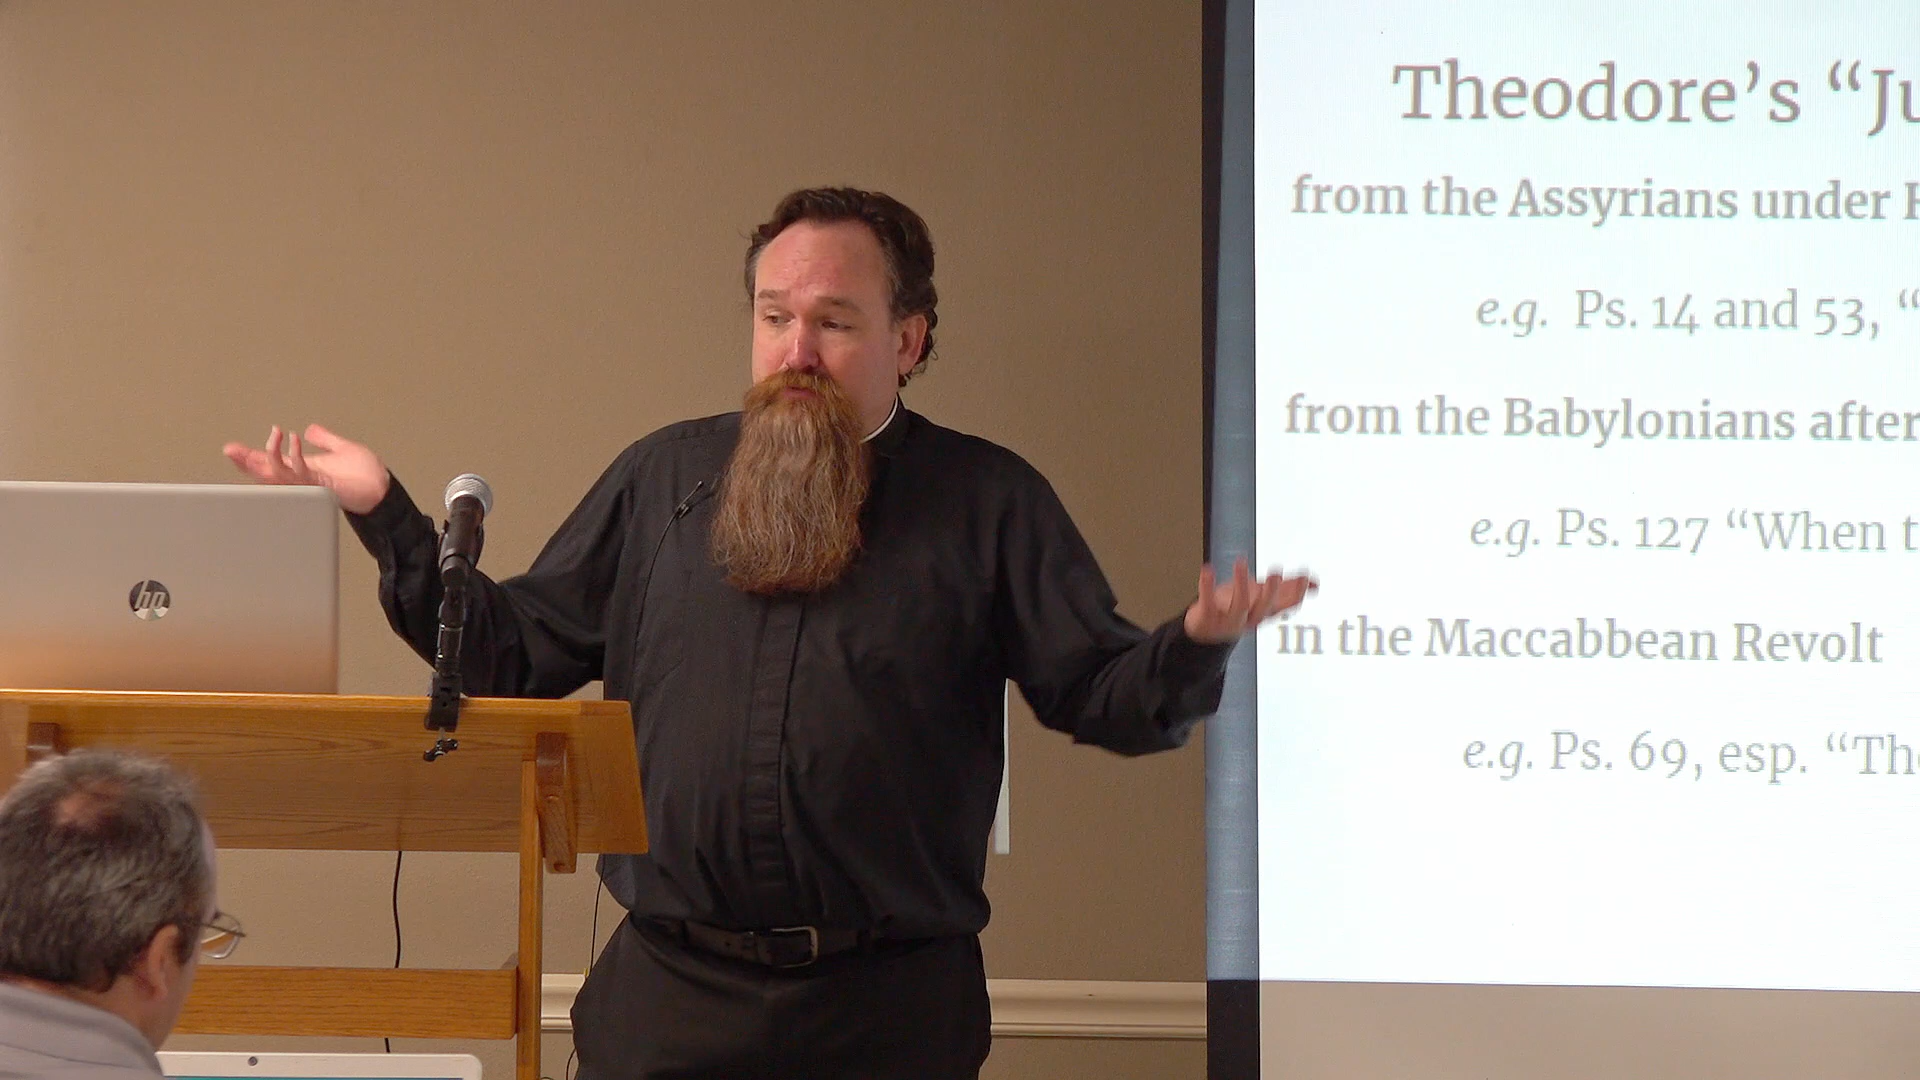 Theodore's "Ju
from the Assyrians under
e.g. Ps. 14 and 53, "
from the Babylonians after
e.g. Ps. 127 "When t
in the Maccabbean Revolt
e.g. Ps. 69, esp. "Th
hp